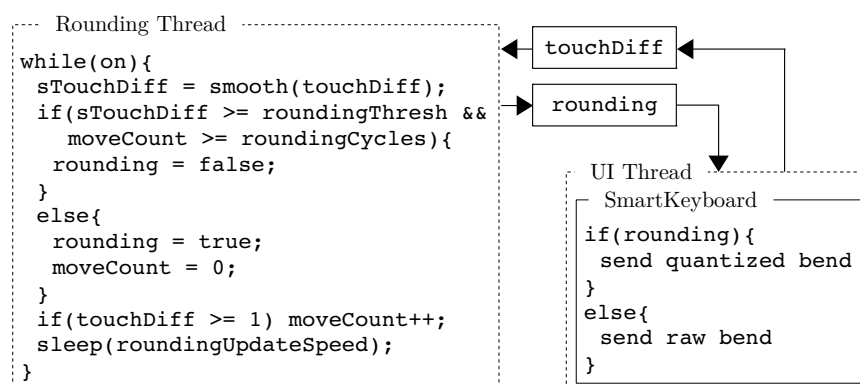 Rounding Thread
while(on){
sTouchDiff = smooth(touchDiff);
if(sTouchDiff >= roundingThresh &&
moveCount >= roundingCycles){
rounding = false;
}
else{
rounding = true;
moveCount = 0;
}
if(touchDiff >= 1) moveCount++;
sleep(roundingUpdateSpeed);
}
touchDiff
rounding
UI Thread
SmartKeyboard
if(rounding){
send quantized bend
}
else{
send raw bend
}